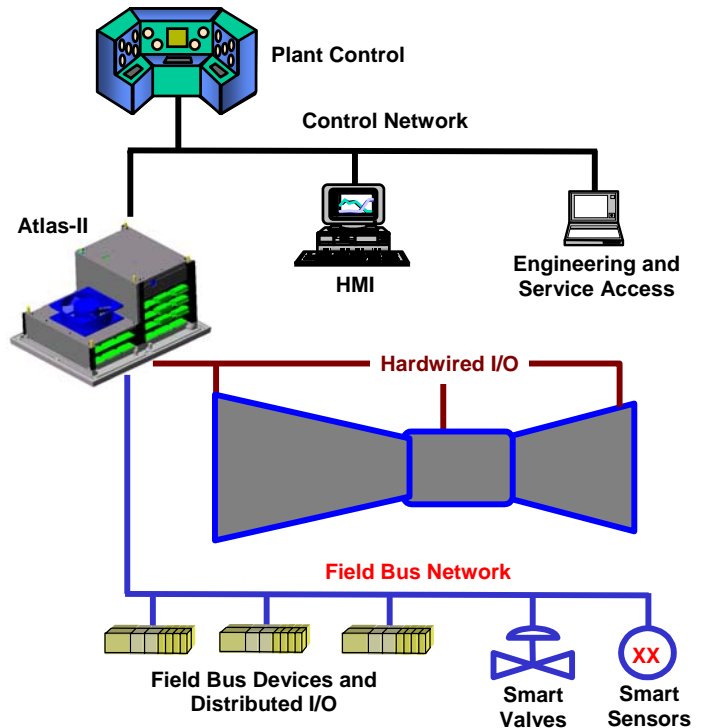 Plant Control
Control Network
Atlas-II
HMI
Engineering and
Service Access
Hardwired I/O
Field Bus Network
Field Bus Devices and
Distributed I/O
Smart
Valves
XX
Smart
Sensors